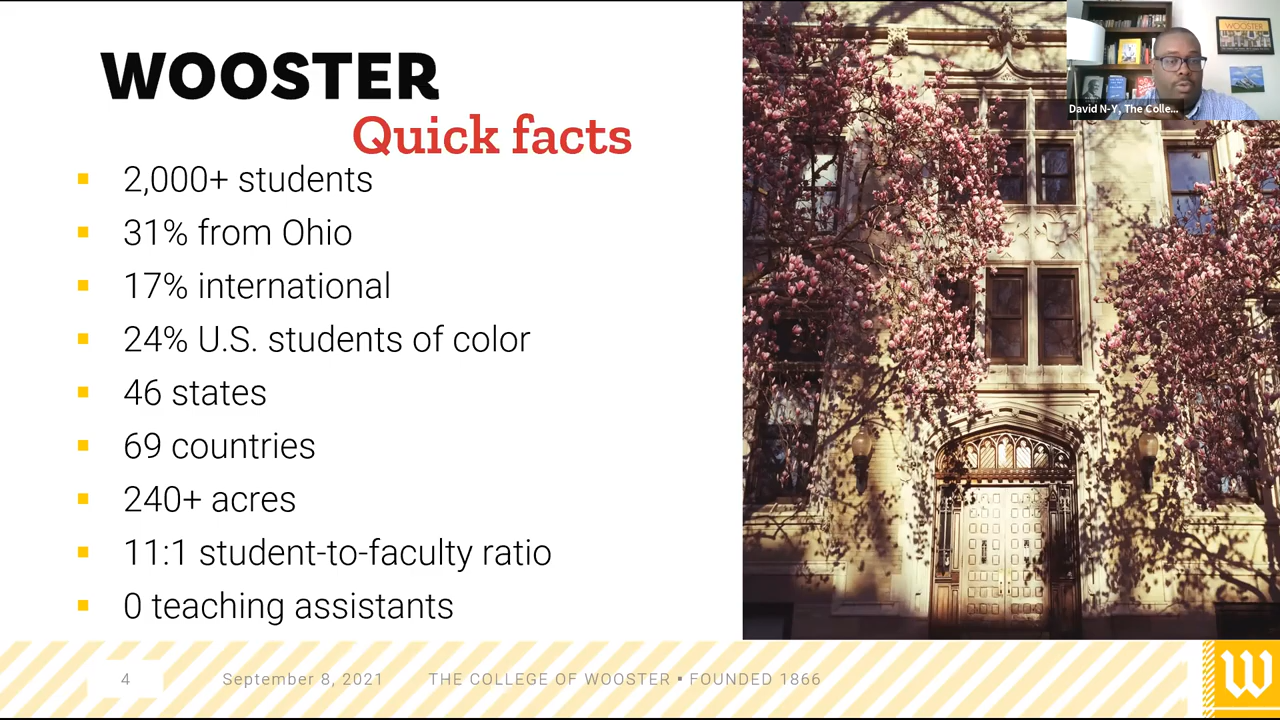 WOOSTER
Quick facts
2,000+ students
31% from Ohio
17% international
24% U.S. students of color
46 states
69 countries
240+ acres
11:1 student-to-faculty ratio
0 teaching assistants
4 September 8, 2021 THE COLLEGE OF WOOSTER ▪ FOUNDED 1866
W
David N-Y, The Colle...
WOOSTER